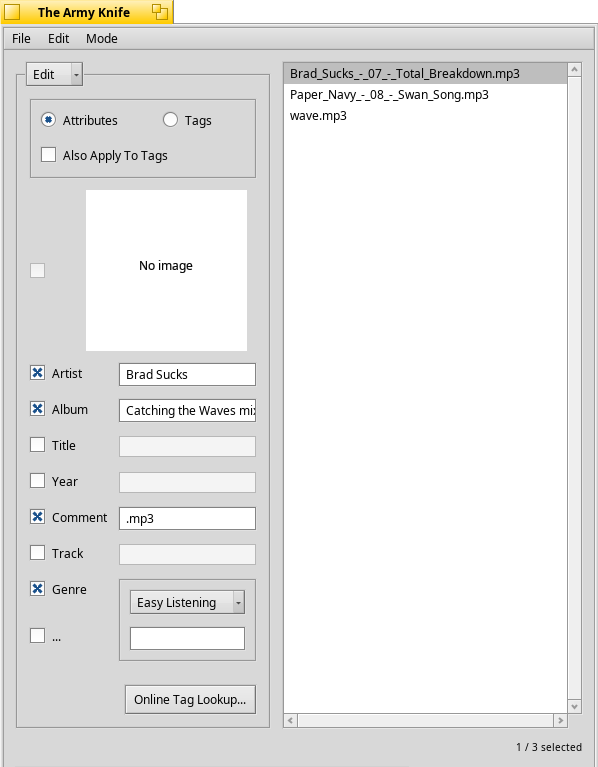 The Army Knife
File Edit Mode
Edit
Attributes Tags
Also Apply To Tags
No image
Artist Brad Sucks
Album Catching the Waves mix
Title
Year
Comment .mp3
Track
Genre Easy Listening
...
Online Tag Lookup...
Brad_Sucks_-_07_-_Total_Breakdown.mp3
Paper_Navy_-_08_-_Swan_Song.mp3
wave.mp3
1 / 3 selected